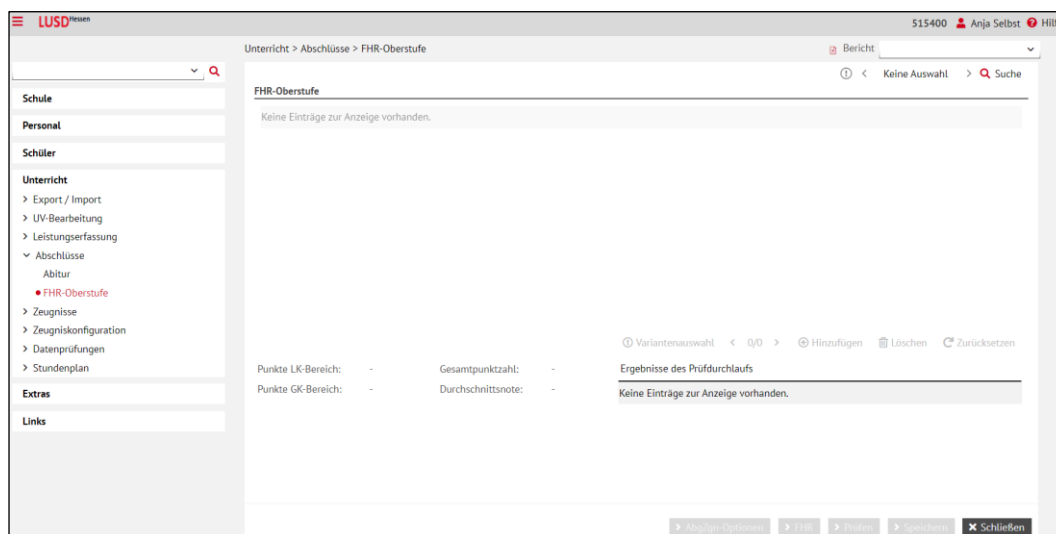 LUSD Hessen
515400 Anja Selbst Hilf
Unterricht > Abschlüsse > FHR-Oberstufe
Bericht
Keine Auswahl
Suche
Schule
Personal
Schüler
Unterricht
Export / Import
UV-Bearbeitung
Leistungserfassung
Abschlüsse
Abitur
FHR-Oberstufe
Zeugnisse
Zeugniskonfiguration
Datenprüfungen
Stundenplan
Extras
Links
FHR-Oberstufe
Keine Einträge zur Anzeige vorhanden.
Variantenauswahl < 0/0 > Hinzufügen Löschen Zurücksetzen
Punkte LK-Bereich: - Gesamtpunktzahl: -
Punkte GK-Bereich: - Durchschnittsnote: -
Ergebnisse des Prüfdurchlaufs
Keine Einträge zur Anzeige vorhanden.
AbgZgn-Optionen FHR Prüfen Speichern Schließen